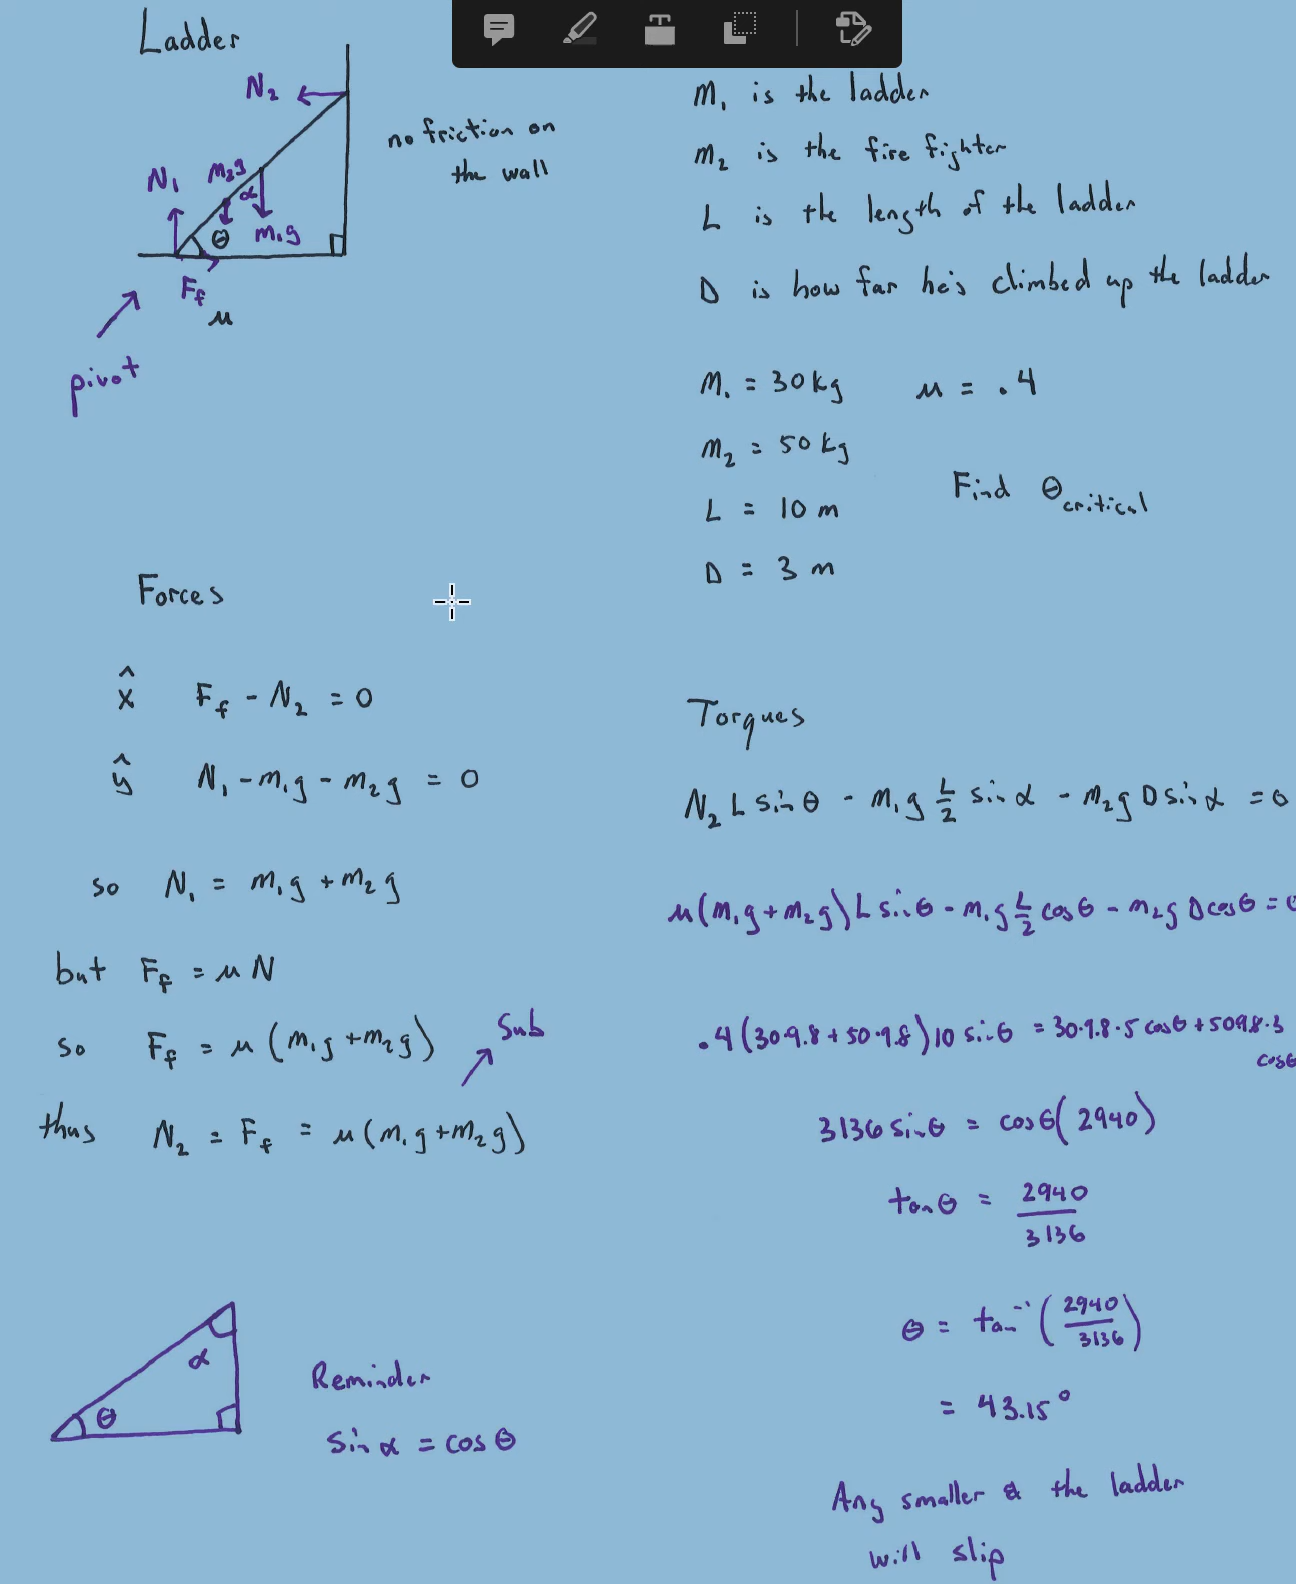 Ladder
N₂
no friction on
the wall
N₁
m₂g
α
θ
m₁g
F_f
μ
pivot
m₁ is the ladder
m₂ is the fire fighter
L is the length of the ladder
D is how far he's climbed up the ladder
m₁ = 30 kg μ = .4
m₂ = 50 kg
L = 10 m
D = 3 m
Find θ_critical
Forces
x̂ F_f - N₂ = 0
ŷ N₁ - m₁g - m₂g = 0
so N₁ = m₁g + m₂g
but F_f = μN
so F_f = μ(m₁g + m₂g)
Sub
thus N₂ = F_f = μ(m₁g + m₂g)
α
θ
Reminder
sin α = cos θ
Torques
N₂ L sin θ - m₁g L/2 sin α - m₂g D sin α = 0
μ(m₁g + m₂g) L sin θ - m₁g L/2 cos θ - m₂g D cos θ = 0
.4(30·9.8 + 50·9.8)10 sin θ = 30·9.8·5 cos θ + 509.8·3
cos θ
3136 sin θ = cos θ(2940)
tan θ = 2940/3136
θ = tan⁻¹(2940/3136)
= 43.15°
Any smaller & the ladder
will slip